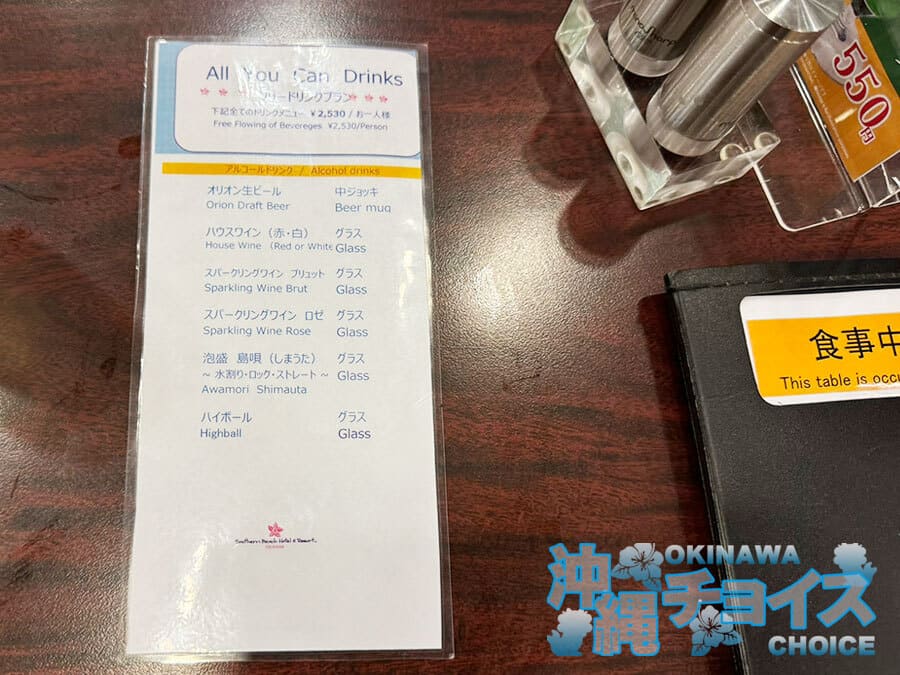 All You Can Drinks
フリードリンクプラン
下記全てのドリンクメニュー ¥2,530 / お一人様
Free Flowing of Bevereges ¥2,530/Person
アルコールドリンク / Alcohol drinks
オリオン生ビール 中ジョッキ
Orion Draft Beer Beer mug
ハウスワイン（赤・白） グラス
House Wine （Red or White Glass
スパークリングワイン ブリュット グラス
Sparkling Wine Brut Glass
スパークリングワイン ロゼ グラス
Sparkling Wine Rose Glass
泡盛 島唄（しまうた） グラス
～ 水割り・ロック・ストレート ～ Glass
Awamori Shimauta
ハイボール グラス
Highball Glass
Southern Beach Hotel & Resort
550円
食事中
This table is occu
沖縄チョイス
OKINAWA
CHOICE